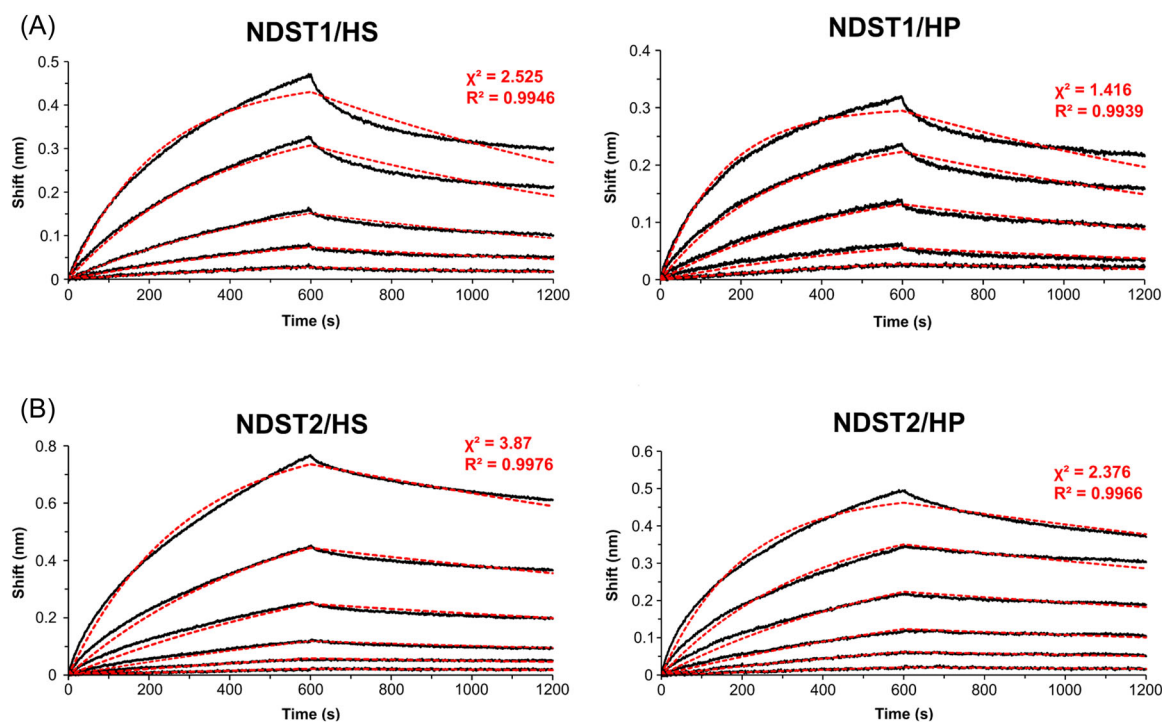 (A)
NDST1/HS
χ² = 2.525
R² = 0.9946
Shift (nm)
0.5
0.4
0.3
0.2
0.1
0
0 200 400 600 800 1000 1200
Time (s)
NDST1/HP
χ² = 1.416
R² = 0.9939
Shift (nm)
0.4
0.3
0.2
0.1
0
0 200 400 600 800 1000 1200
Time (s)
(B)
NDST2/HS
χ² = 3.87
R² = 0.9976
Shift (nm)
0.8
0.6
0.4
0.2
0
0 200 400 600 800 1000 1200
Time (s)
NDST2/HP
χ² = 2.376
R² = 0.9966
Shift (nm)
0.6
0.5
0.4
0.3
0.2
0.1
0
0 200 400 600 800 1000 1200
Time (s)